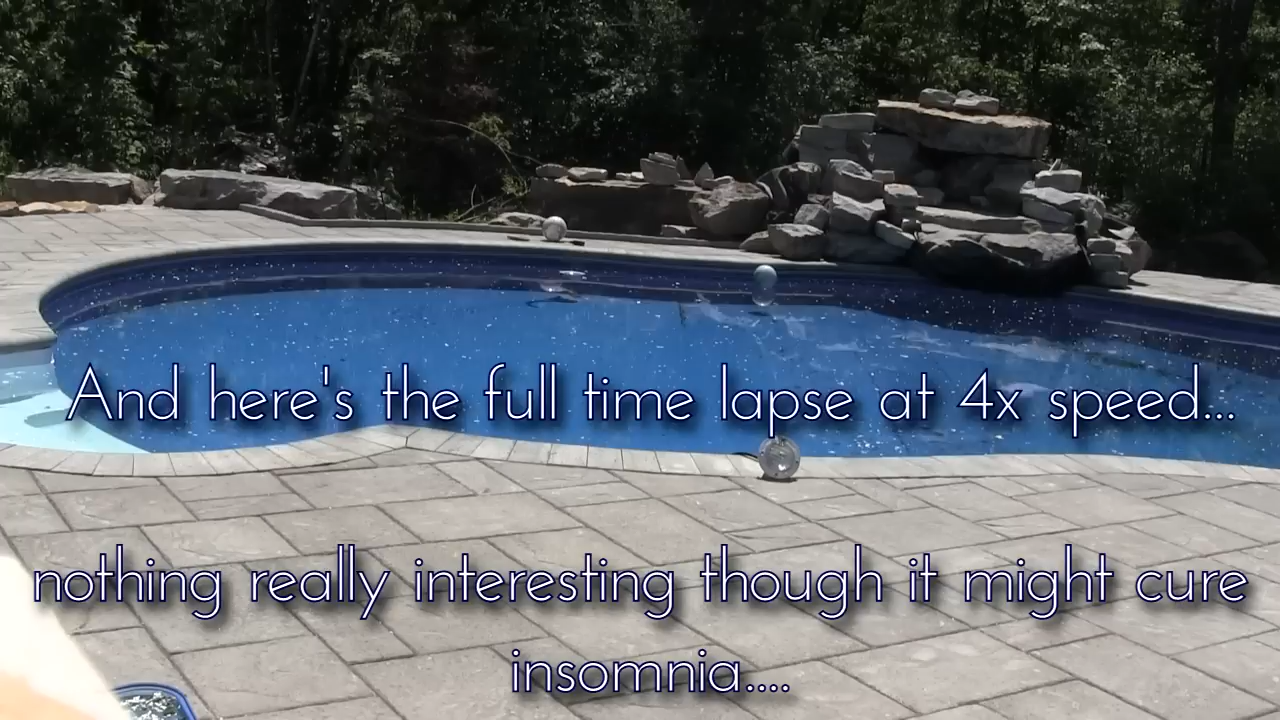 And here's the full time lapse at 4x speed...
nothing really interesting though it might cure
insomnia....